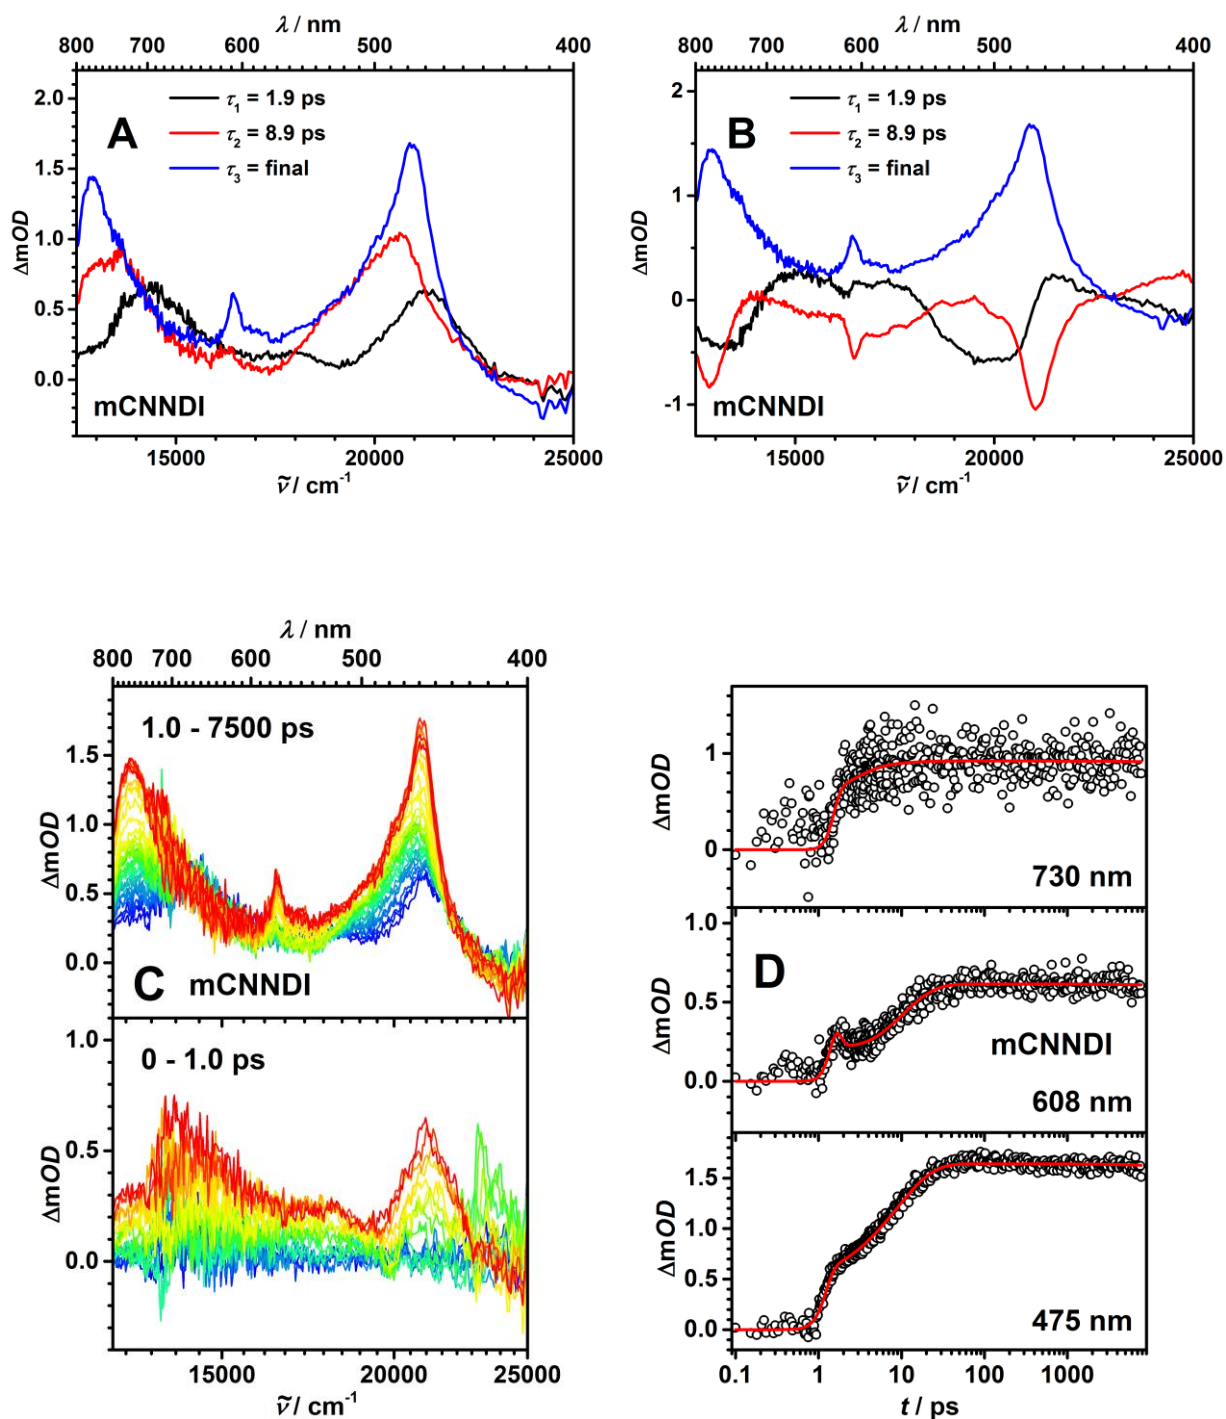 λ / nm
800 700 600 500 400
ΔmOD
2.0
1.5
1.0
0.5
0.0
A
τ1 = 1.9 ps
τ2 = 8.9 ps
τ3 = final
mCNNDI
15000 20000 25000
ν̃ / cm-1
λ / nm
800 700 600 500 400
ΔmOD
2
1
0
-1
B
τ1 = 1.9 ps
τ2 = 8.9 ps
τ3 = final
mCNNDI
15000 20000 25000
ν̃ / cm-1
λ / nm
800 700 600 500 400
ΔmOD
1.5
1.0
0.5
0.0
1.0 - 7500 ps
C mCNNDI
ΔmOD
1.0
0.5
0.0
0 - 1.0 ps
15000 20000 25000
ν̃ / cm-1
ΔmOD
1
0
730 nm
ΔmOD
1.0
0.5
0.0
D
mCNNDI
608 nm
ΔmOD
1.5
1.0
0.5
0.0
475 nm
0.1 1 10 100 1000
t / ps